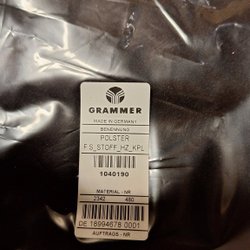 GRAMMER
MADE IN GERMANY
BENENNUNG
POLSTER
F.S_STOFF_HZ_KPL
1040190
MATERIAL - NR
2342 480
DE 18994678 0001
AUFTRAGS - NR